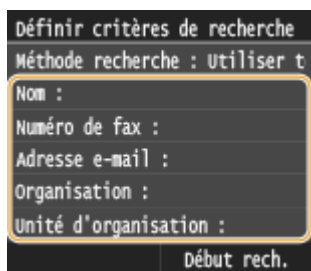 Définir critères de recherche
Méthode recherche : Utiliser t
Nom :
Numéro de fax :
Adresse e-mail :
Organisation :
Unité d'organisation :
Début rech.